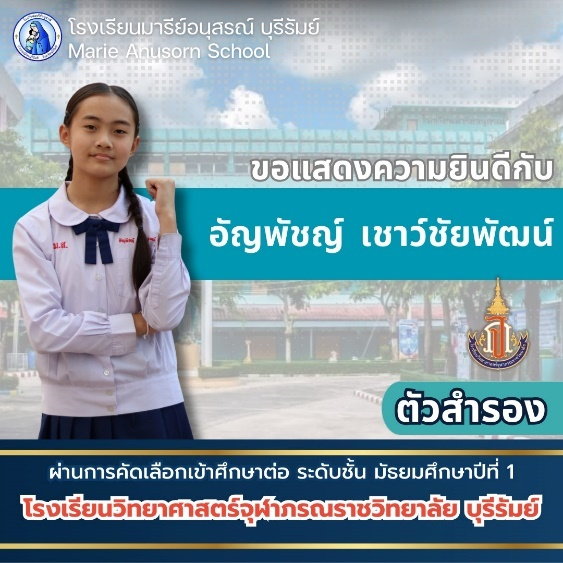 โรงเรียนมารีย์อนุสรณ์ บุรีรัมย์
Marie Anusorn School
ขอแสดงความยินดีกับ
อัญพัชญ์ เชาว์ชัยพัฒน์
ม.ส.
ตัวสำรอง
ผ่านการคัดเลือกเข้าศึกษาต่อ ระดับชั้น มัธยมศึกษาปีที่ 1
โรงเรียนวิทยาศาสตร์จุฬาภรณราชวิทยาลัย บุรีรัมย์